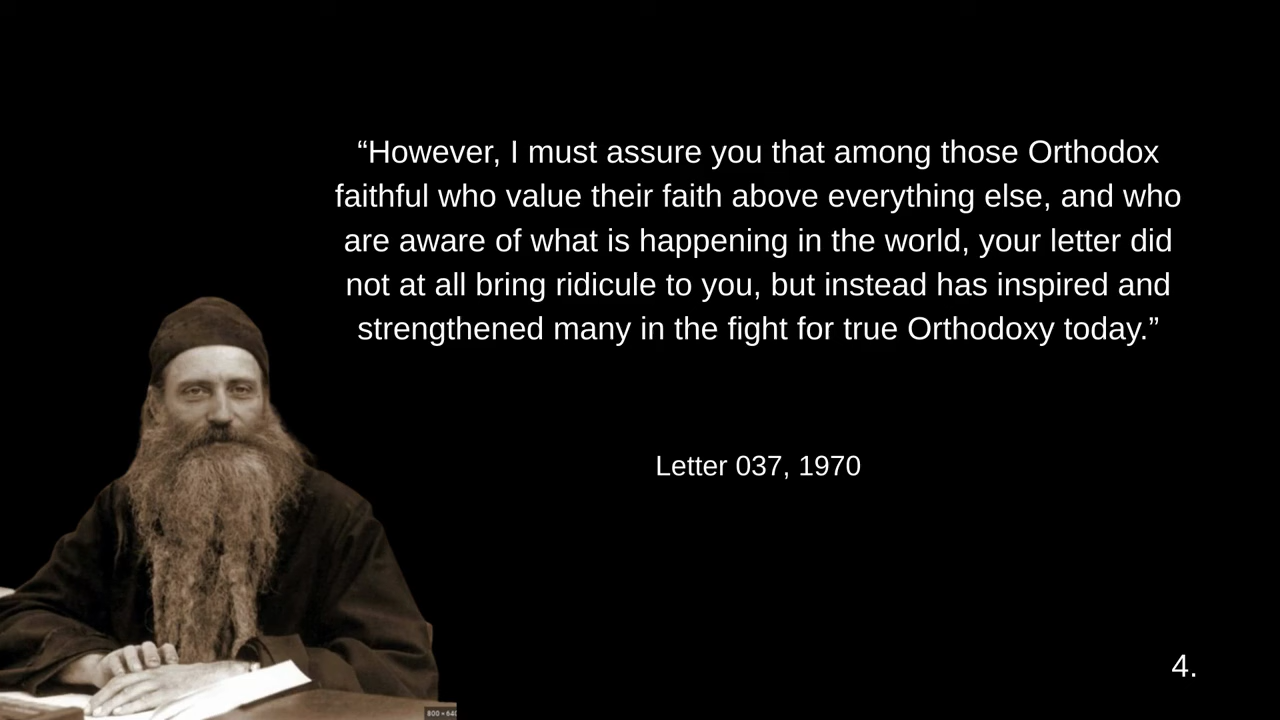 “However, I must assure you that among those Orthodox
faithful who value their faith above everything else, and who
are aware of what is happening in the world, your letter did
not at all bring ridicule to you, but instead has inspired and
strengthened many in the fight for true Orthodoxy today.”
Letter 037, 1970
4.
800 × 640